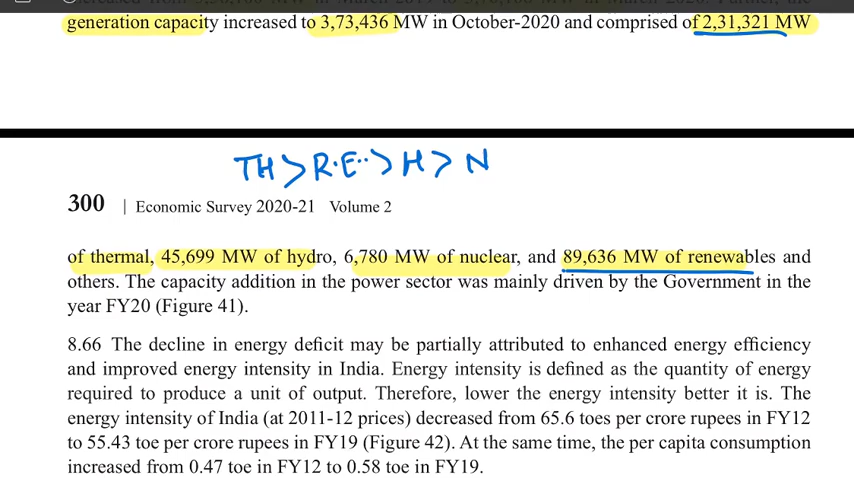 generation capacity increased to 3,73,436 MW in October-2020 and comprised of 2,31,321 MW
TH > R.E.. > H > N
300 | Economic Survey 2020-21 Volume 2
of thermal, 45,699 MW of hydro, 6,780 MW of nuclear, and 89,636 MW of renewables and
others. The capacity addition in the power sector was mainly driven by the Government in the
year FY20 (Figure 41).
8.66 The decline in energy deficit may be partially attributed to enhanced energy efficiency
and improved energy intensity in India. Energy intensity is defined as the quantity of energy
required to produce a unit of output. Therefore, lower the energy intensity better it is. The
energy intensity of India (at 2011-12 prices) decreased from 65.6 toes per crore rupees in FY12
to 55.43 toe per crore rupees in FY19 (Figure 42). At the same time, the per capita consumption
increased from 0.47 toe in FY12 to 0.58 toe in FY19.